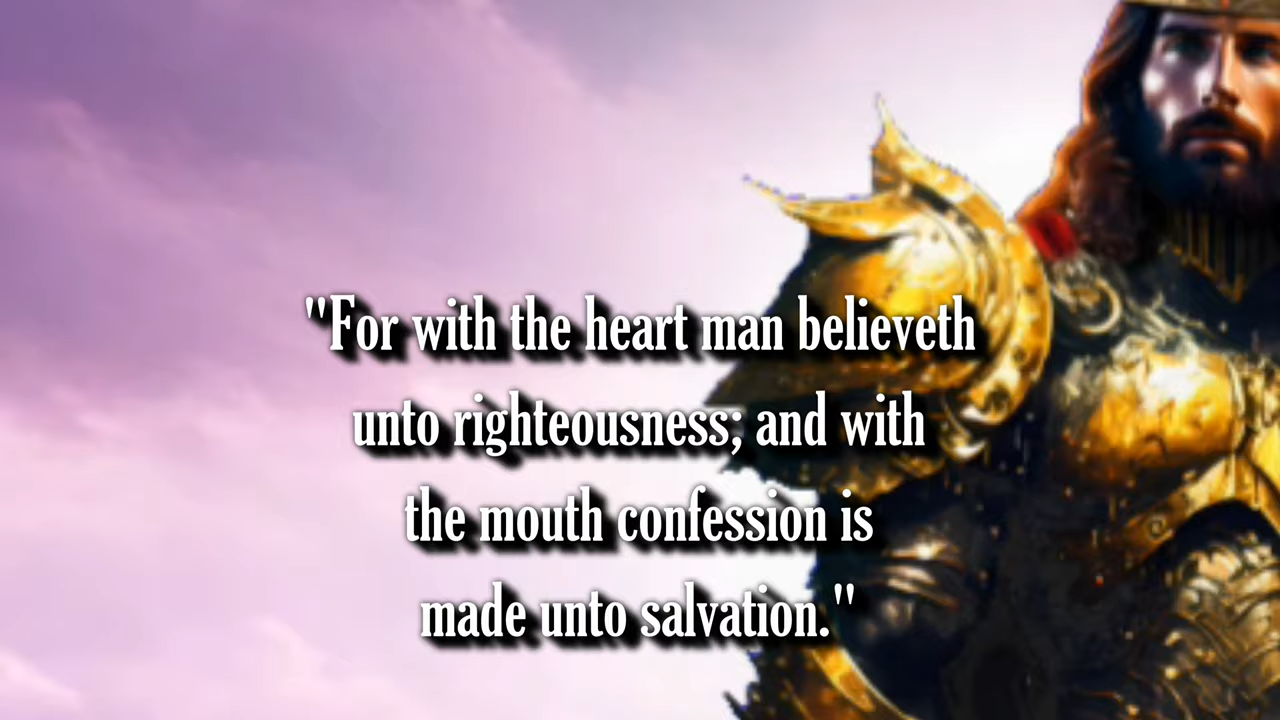 "For with the heart man believeth
unto righteousness; and with
the mouth confession is
made unto salvation."